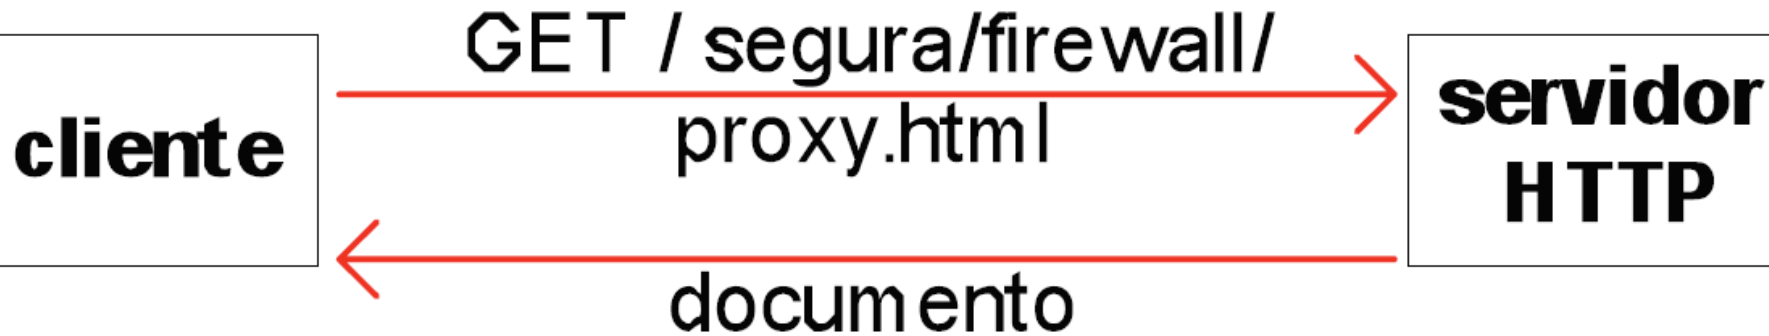 GET / segura/firewall/
proxy.html
cliente
servidor
HTTP
documento